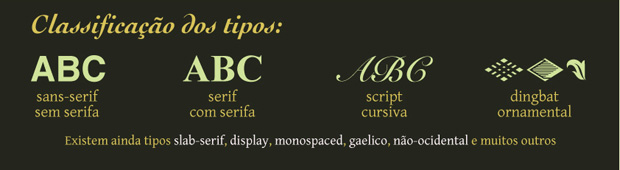 Classificação dos tipos:
ABC ABC ABC
sans-serif serif script dingbat
sem serifa com serifa cursiva ornamental
Existem ainda tipos slab-serif, display, monospaced, gaelico, não-ocidental e muitos outros